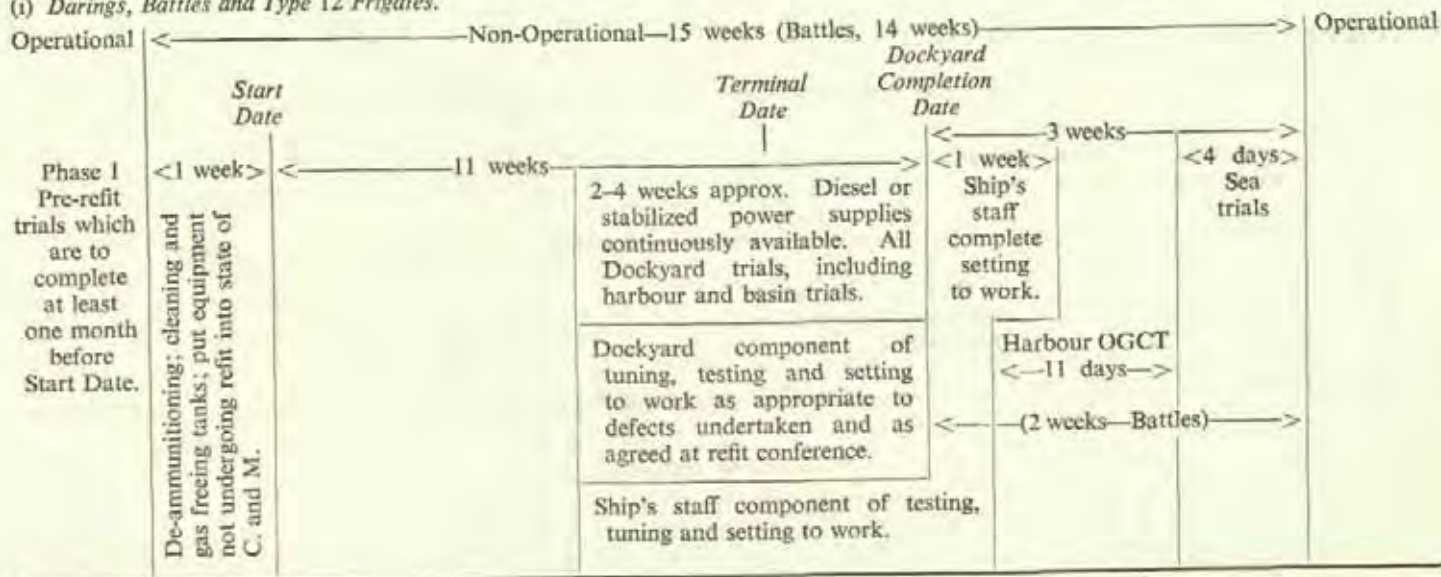 (i) Darings, Battles and Type 12 Frigates.
Operational
<——Non-Operational—15 weeks (Battles, 14 weeks)——>
Operational
Start
Date
Terminal
Date
Dockyard
Completion
Date
Phase 1
Pre-refit
trials which
are to
complete
at least
one month
before
Start Date.
<1 week>
De-ammunitioning; cleaning and
gas freeing tanks; put equipment
not undergoing refit into state of
C. and M.
<——11 weeks——>
2–4 weeks approx. Diesel or
stabilized power supplies
continuously available. All
Dockyard trials, including
harbour and basin trials.
Dockyard component of
tuning, testing and setting
to work as appropriate to
defects undertaken and as
agreed at refit conference.
Ship's staff component of testing,
tuning and setting to work.
<——3 weeks——>
<1 week>
Ship's
staff
complete
setting
to work.
Harbour OGCT
<—11 days—>
<4 days>
Sea
trials
<——(2 weeks—Battles)——>